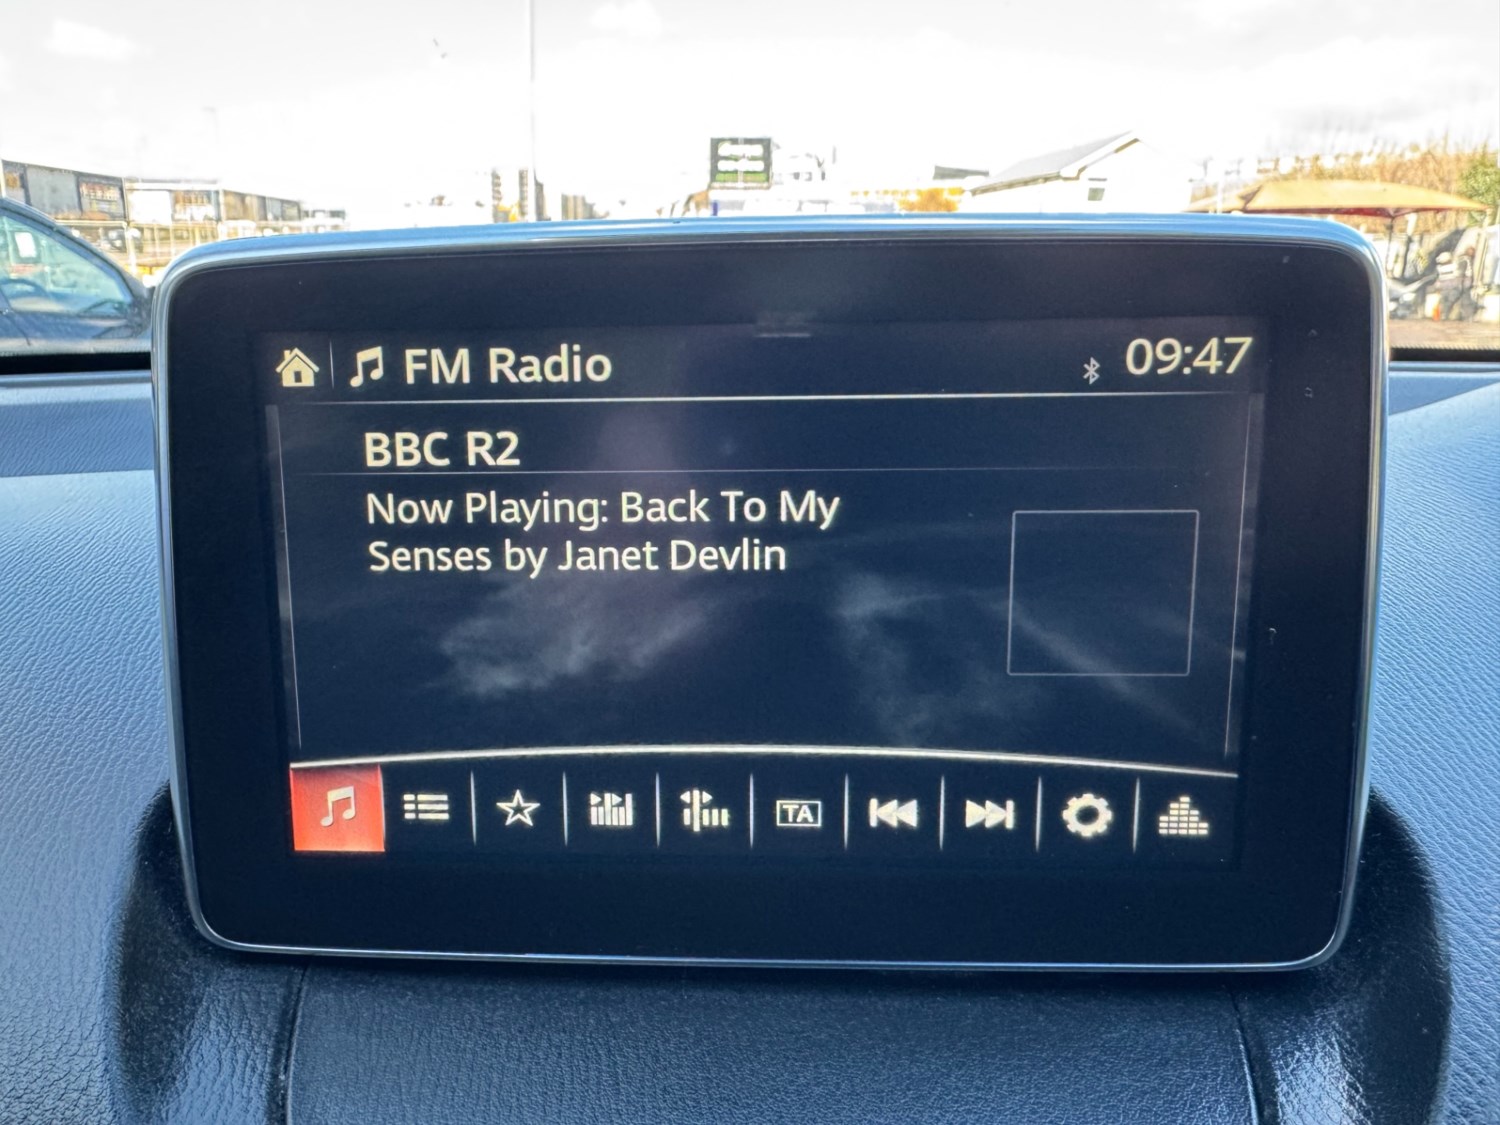 FM Radio
09:47
BBC R2
Now Playing: Back To My
Senses by Janet Devlin
TA